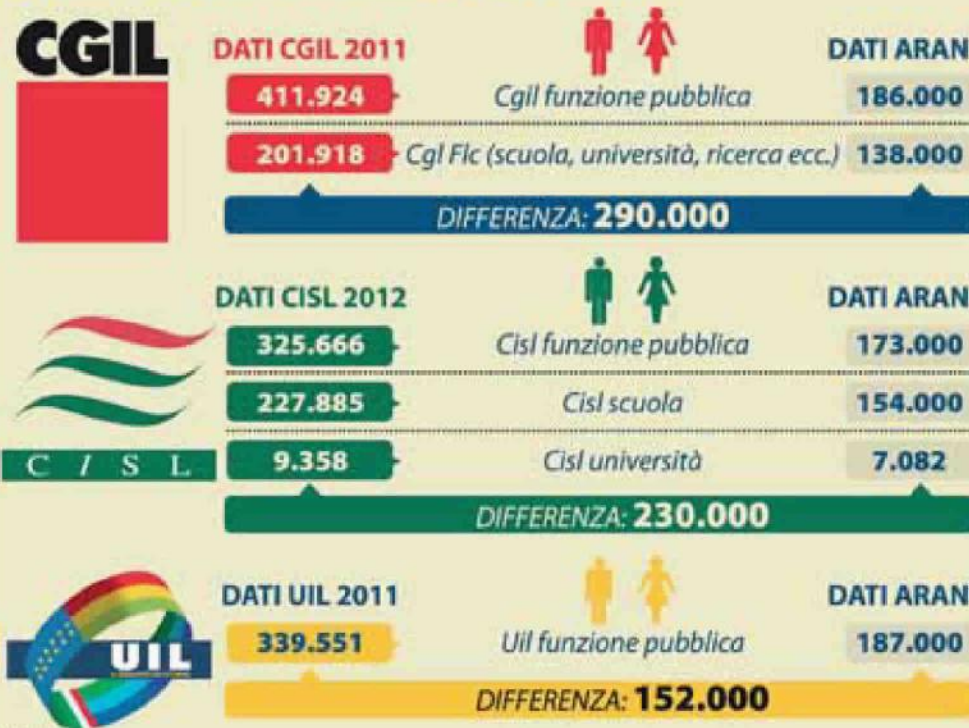 CGIL
DATI CGIL 2011
DATI ARAN
411.924 Cgil funzione pubblica 186.000
201.918 Cgl Flc (scuola, università, ricerca ecc.) 138.000
DIFFERENZA: 290.000
DATI CISL 2012
DATI ARAN
325.666 Cisl funzione pubblica 173.000
227.885 Cisl scuola 154.000
CISL
9.358 Cisl università 7.082
DIFFERENZA: 230.000
DATI UIL 2011
DATI ARAN
UIL
339.551 Uil funzione pubblica 187.000
DIFFERENZA: 152.000